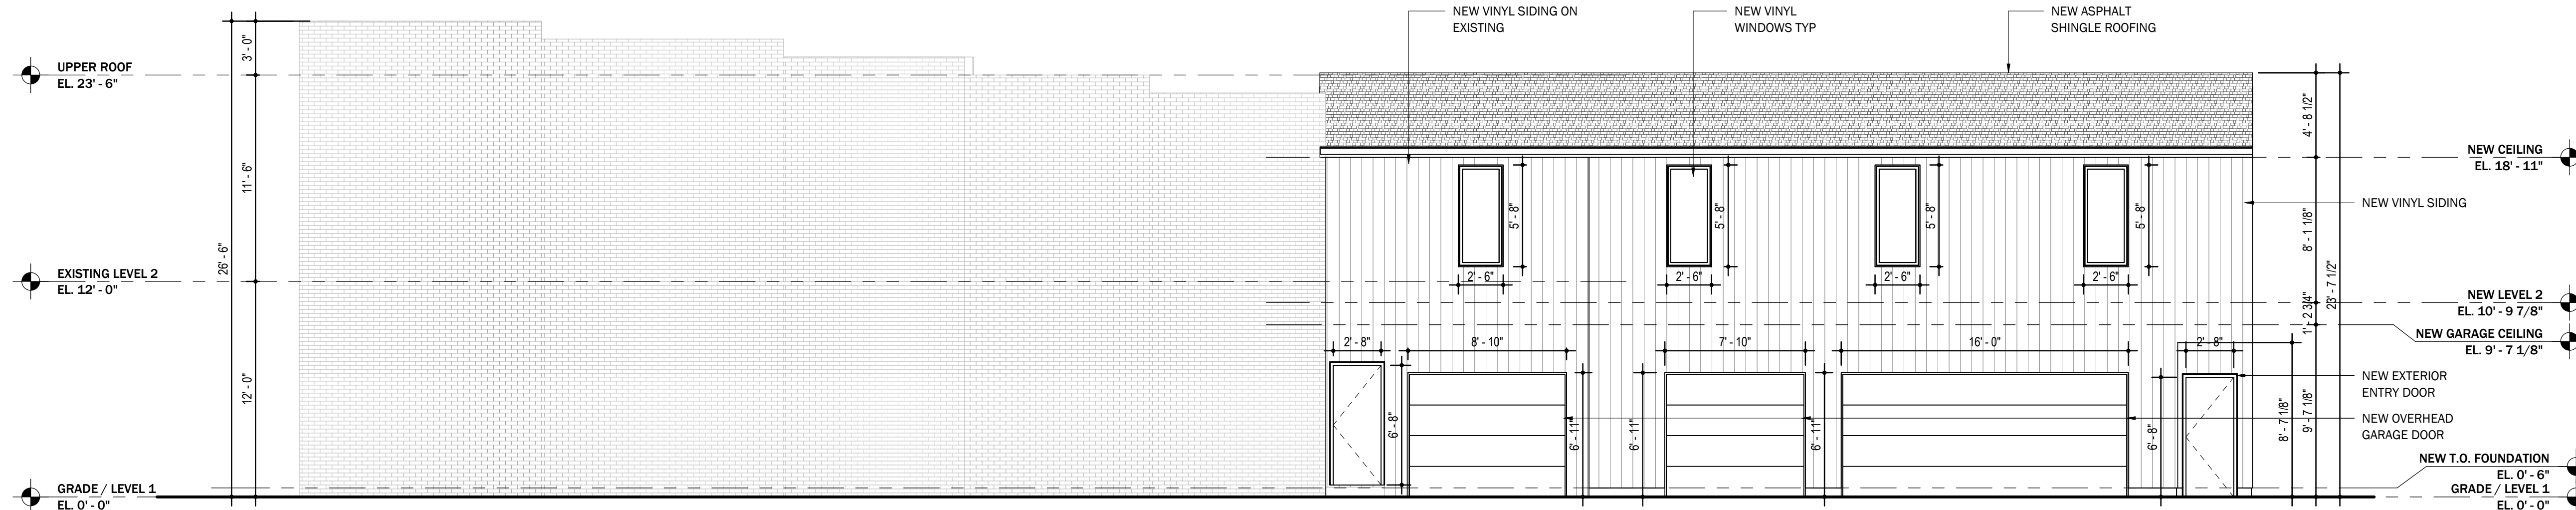 NEW VINYL SIDING ON
EXISTING
NEW VINYL
WINDOWS TYP
NEW ASPHALT
SHINGLE ROOFING
UPPER ROOF
EL. 23' - 6"
3' - 0"
11' - 6"
26' - 6"
EXISTING LEVEL 2
EL. 12' - 0"
12' - 0"
GRADE / LEVEL 1
EL. 0' - 0"
5' - 8"
5' - 8"
5' - 8"
5' - 8"
2' - 6"
2' - 6"
2' - 6"
2' - 6"
2' - 8"
8' - 10"
7' - 10"
16' - 0"
2' - 8"
6' - 8"
6' - 11"
6' - 11"
6' - 11"
6' - 8"
4' - 8 1/2"
8' - 1 1/8"
23' - 7 1/2"
1' - 2 3/4"
8' - 7 1/8"
9' - 7 1/8"
NEW CEILING
EL. 18' - 11"
NEW VINYL SIDING
NEW LEVEL 2
EL. 10' - 9 7/8"
NEW GARAGE CEILING
EL. 9' - 7 1/8"
NEW EXTERIOR
ENTRY DOOR
NEW OVERHEAD
GARAGE DOOR
NEW T.O. FOUNDATION
EL. 0' - 6"
GRADE / LEVEL 1
EL. 0' - 0"